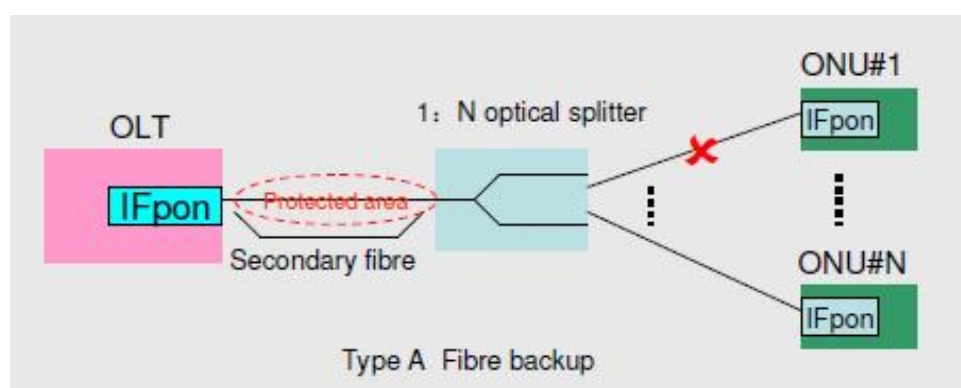 ONU#1
1：N optical splitter
IFpon
OLT
IFpon
Protected area
Secondary fibre
ONU#N
IFpon
Type A Fibre backup